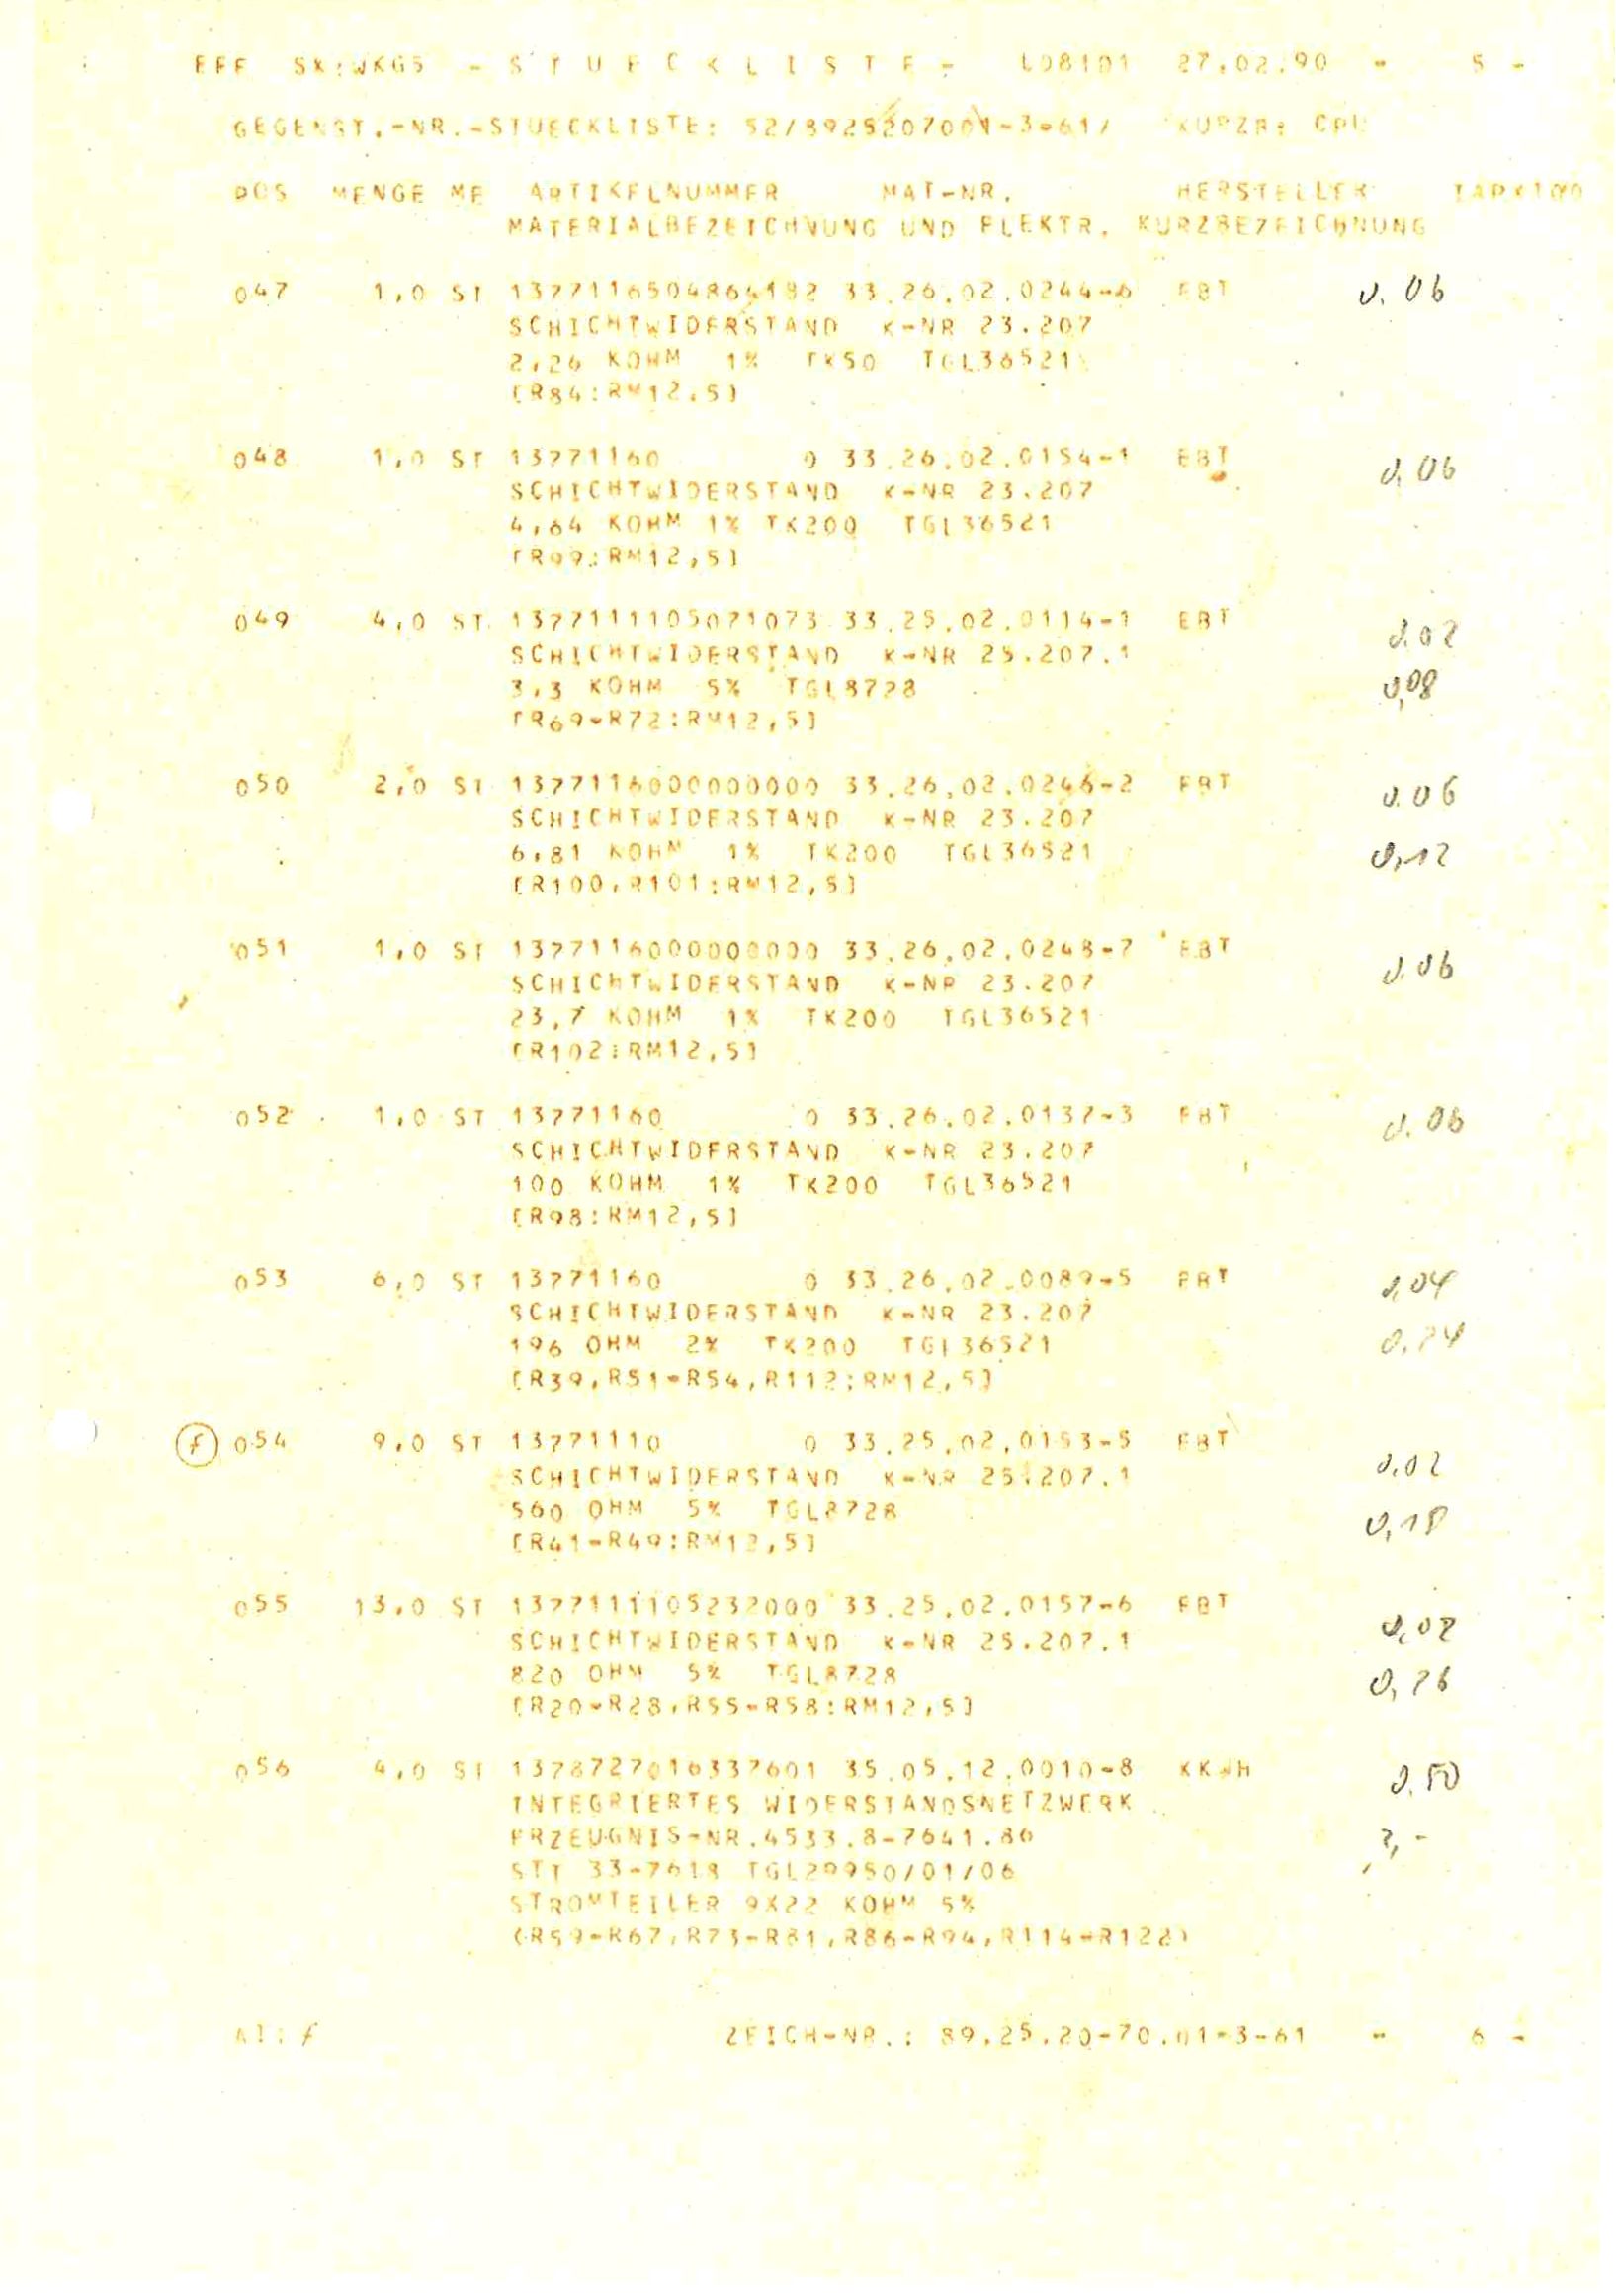 EFF SX:WKG5 - S T U E C K L I S T E - L08101 27.02.90 - 5 -
GEGENST.-NR.-STUECKLISTE: 52/8925207001-3-61/ KURZB: CPU
POS MENGE ME ARTIKELNUMMER MAT-NR. HERSTELLER
MATERIALBEZEICHNUNG UND ELEKTR. KURZBEZEICHNUNG
047 1,0 ST 1377116504864182 33.26.02.0244-6 EBT 0.06
SCHICHTWIDERSTAND K-NR 23.207
2,26 KOHM 1% TK50 TGL36521
[R84:RM12,5]
048 1,0 ST 13771160 0 33.26.02.0154-1 EBT 0,06
SCHICHTWIDERSTAND K-NR 23.207
4,64 KOHM 1% TK200 TGL36521
[R99:RM12,5]
049 4,0 ST 1377111105071073 33.25.02.0114-1 EBT 0.02
SCHICHTWIDERSTAND K-NR 25.207.1
3,3 KOHM 5% TGL8728 0,08
[R69-R72:RM12,5]
050 2,0 ST 1377116000000000 33.26.02.0246-2 EBT 0.06
SCHICHTWIDERSTAND K-NR 23.207
6,81 KOHM 1% TK200 TGL36521 0,12
[R100,R101:RM12,5]
051 1,0 ST 1377116000000000 33.26.02.0248-7 EBT 0.06
SCHICHTWIDERSTAND K-NR 23.207
23,7 KOHM 1% TK200 TGL36521
[R102:RM12,5]
052 1,0 ST 13771160 0 33.26.02.0132-3 EBT 0.06
SCHICHTWIDERSTAND K-NR 23.207
100 KOHM 1% TK200 TGL36521
[R98:RM12,5]
053 6,0 ST 13771160 0 33.26.02.0089-5 EBT 0,04
SCHICHTWIDERSTAND K-NR 23.207
196 OHM 2% TK200 TGL36521 0,24
[R39,R51-R54,R112:RM12,5]
f 054 9,0 ST 13771110 0 33.25.02.0153-5 EBT 0,02
SCHICHTWIDERSTAND K-NR 25.207.1
560 OHM 5% TGL8728 0,18
[R41-R49:RM12,5]
055 13,0 ST 1377111105232000 33.25.02.0157-6 EBT 0,02
SCHICHTWIDERSTAND K-NR 25.207.1
820 OHM 5% TGL8728 0,26
[R20-R28,R55-R58:RM12,5]
056 4,0 ST 1378727016337601 35.05.12.0010-8 KKWH 0.50
INTEGRIERTES WIDERSTANDSNETZWERK
ERZEUGNIS-NR.4533.8-7641.86 2,-
STT 33-7618 TGL29950/01/06
STROMTEILER 9X22 KOHM 5%
(R59-R67,R73-R81,R86-R94,R114-R122)
AI: f ZEICH-NR.: 89.25.20-70.01-3-61 - 6 -